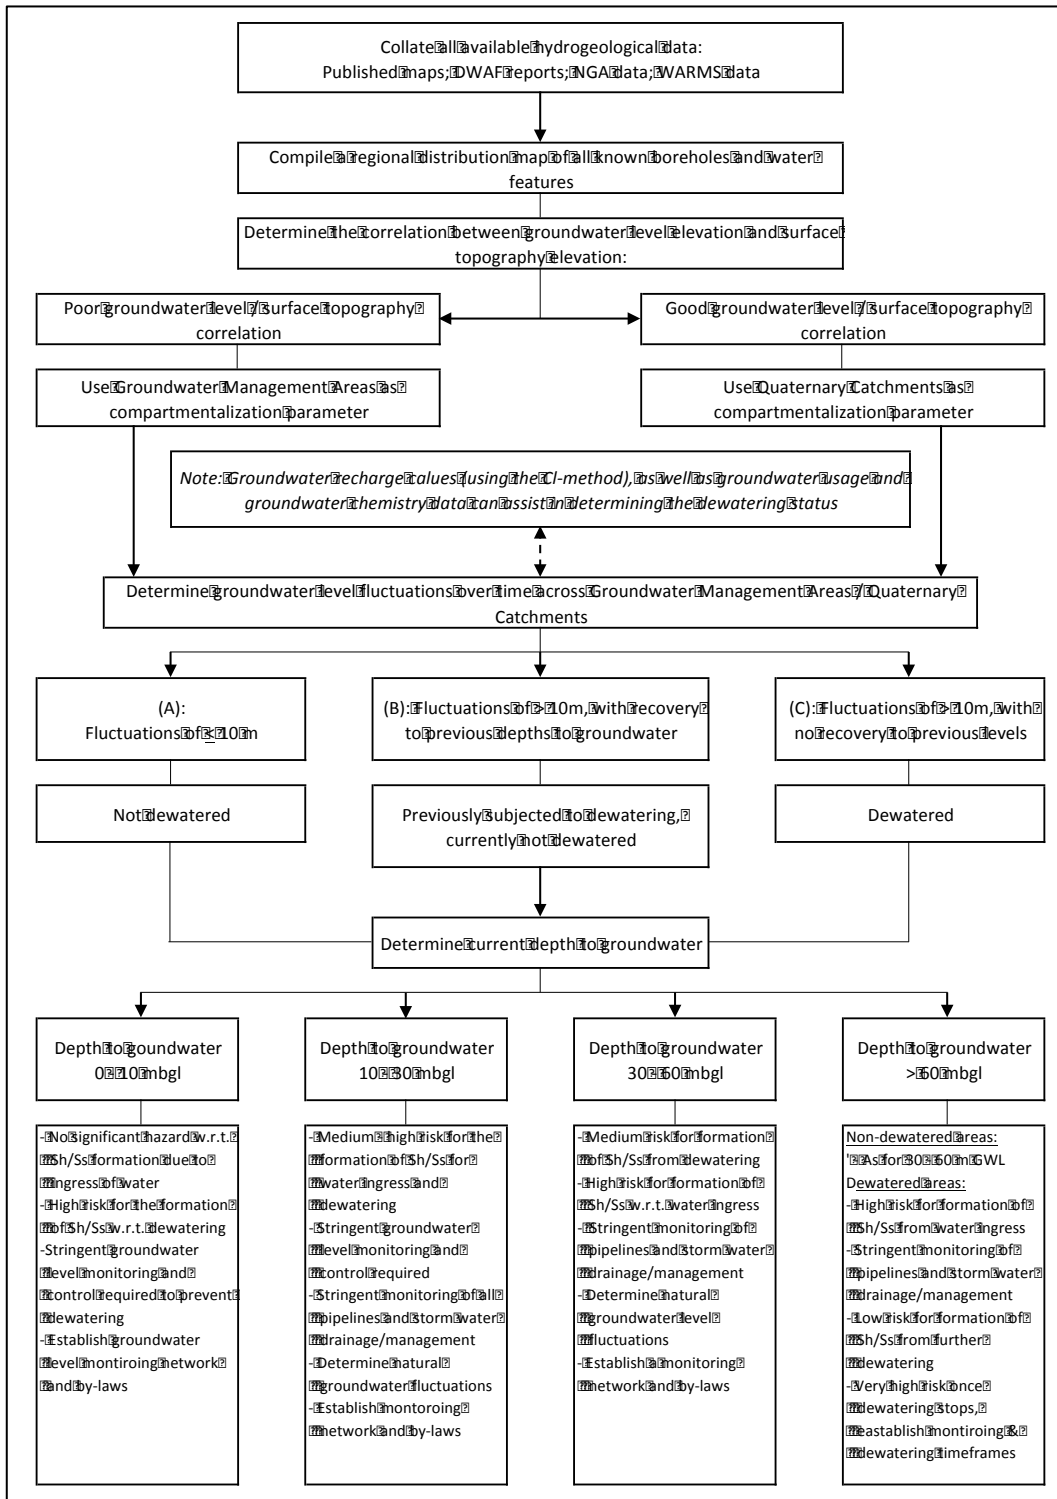 Collate all available hydrogeological data:
Published maps; DWAF reports; NGA data; WARMS data
Compile a regional distribution map of all known boreholes and water
features
Determine the correlation between groundwater level elevation and surface
topography elevation:
Poor groundwater level / surface topography
correlation
Good groundwater level / surface topography
correlation
Use Groundwater Management Areas as
compartmentalization parameter
Use Quaternary Catchments as
compartmentalization parameter
Note: Groundwater recharge values (using the Cl-method), as well as groundwater usage and
groundwater chemistry data can assist in determining the dewatering status
Determine groundwater level fluctuations over time across Groundwater Management Areas / Quaternary
Catchments
(A):
Fluctuations of ≤ 10 m
(B): Fluctuations of > 10m, with recovery
to previous depths to groundwater
(C): Fluctuations of > 10m, with
no recovery to previous levels
Not dewatered
Previously subjected to dewatering,
currently not dewatered
Dewatered
Determine current depth to groundwater
Depth to groundwater
0 - 10 mbgl
Depth to groundwater
10 - 30 mbgl
Depth to groundwater
30 - 60 mbgl
Depth to groundwater
> 60 mbgl
- No significant hazard w.r.t.
Sh/Ss formation due to
ingress of water
- High risk for the formation
of Sh/Ss w.r.t. dewatering
-Stringent groundwater
level monitoring and
control required to prevent
dewatering
- Establish groundwater
level montiroing network
and by-laws
- Medium - high risk for the
formation of Sh/Ss for
water ingress and
dewatering
- Stringent groundwater
level monitoring and
control required
- Stringent monitoring of all
pipelines and storm water
drainage/management
- Determine natural
groundwater fluctuations
- Establish montoroing
network and by-laws
- Medium risk for formation
of Sh/Ss from dewatering
- High risk for formation of
Sh/Ss w.r.t. water ingress
- Stringent monitoring of
pipelines and storm water
drainage/management
- Determine natural
groundwater level
fluctuations
- Establish a monitoring
network and by-laws
Non-dewatered areas:
'- As for 30 - 60 m GWL
Dewatered areas:
- High risk for formation of
Sh/Ss from water ingress
- Stringent monitoring of
pipelines and storm water
drainage/management
- Low risk for formation of
Sh/Ss from further
dewatering
- Very high risk once
dewatering stops,
eastablish montiroing &
dewatering timeframes